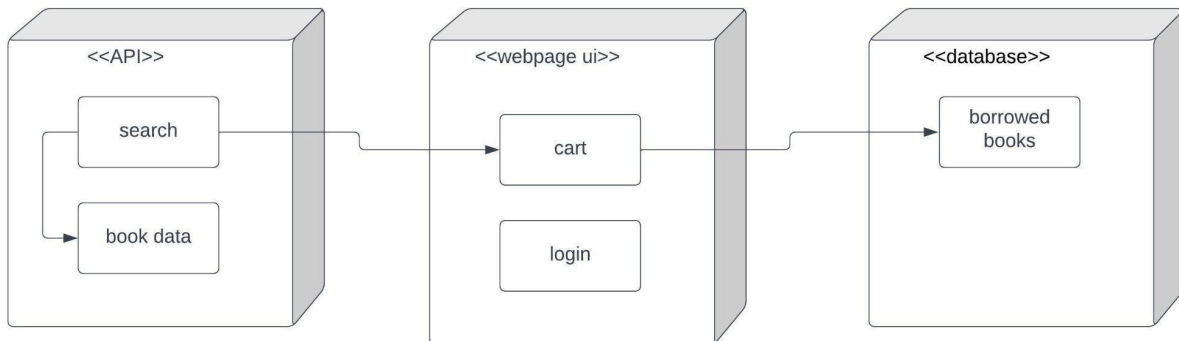 <<API>>
search
book data
<<webpage ui>>
cart
login
<<database>>
borrowed
books